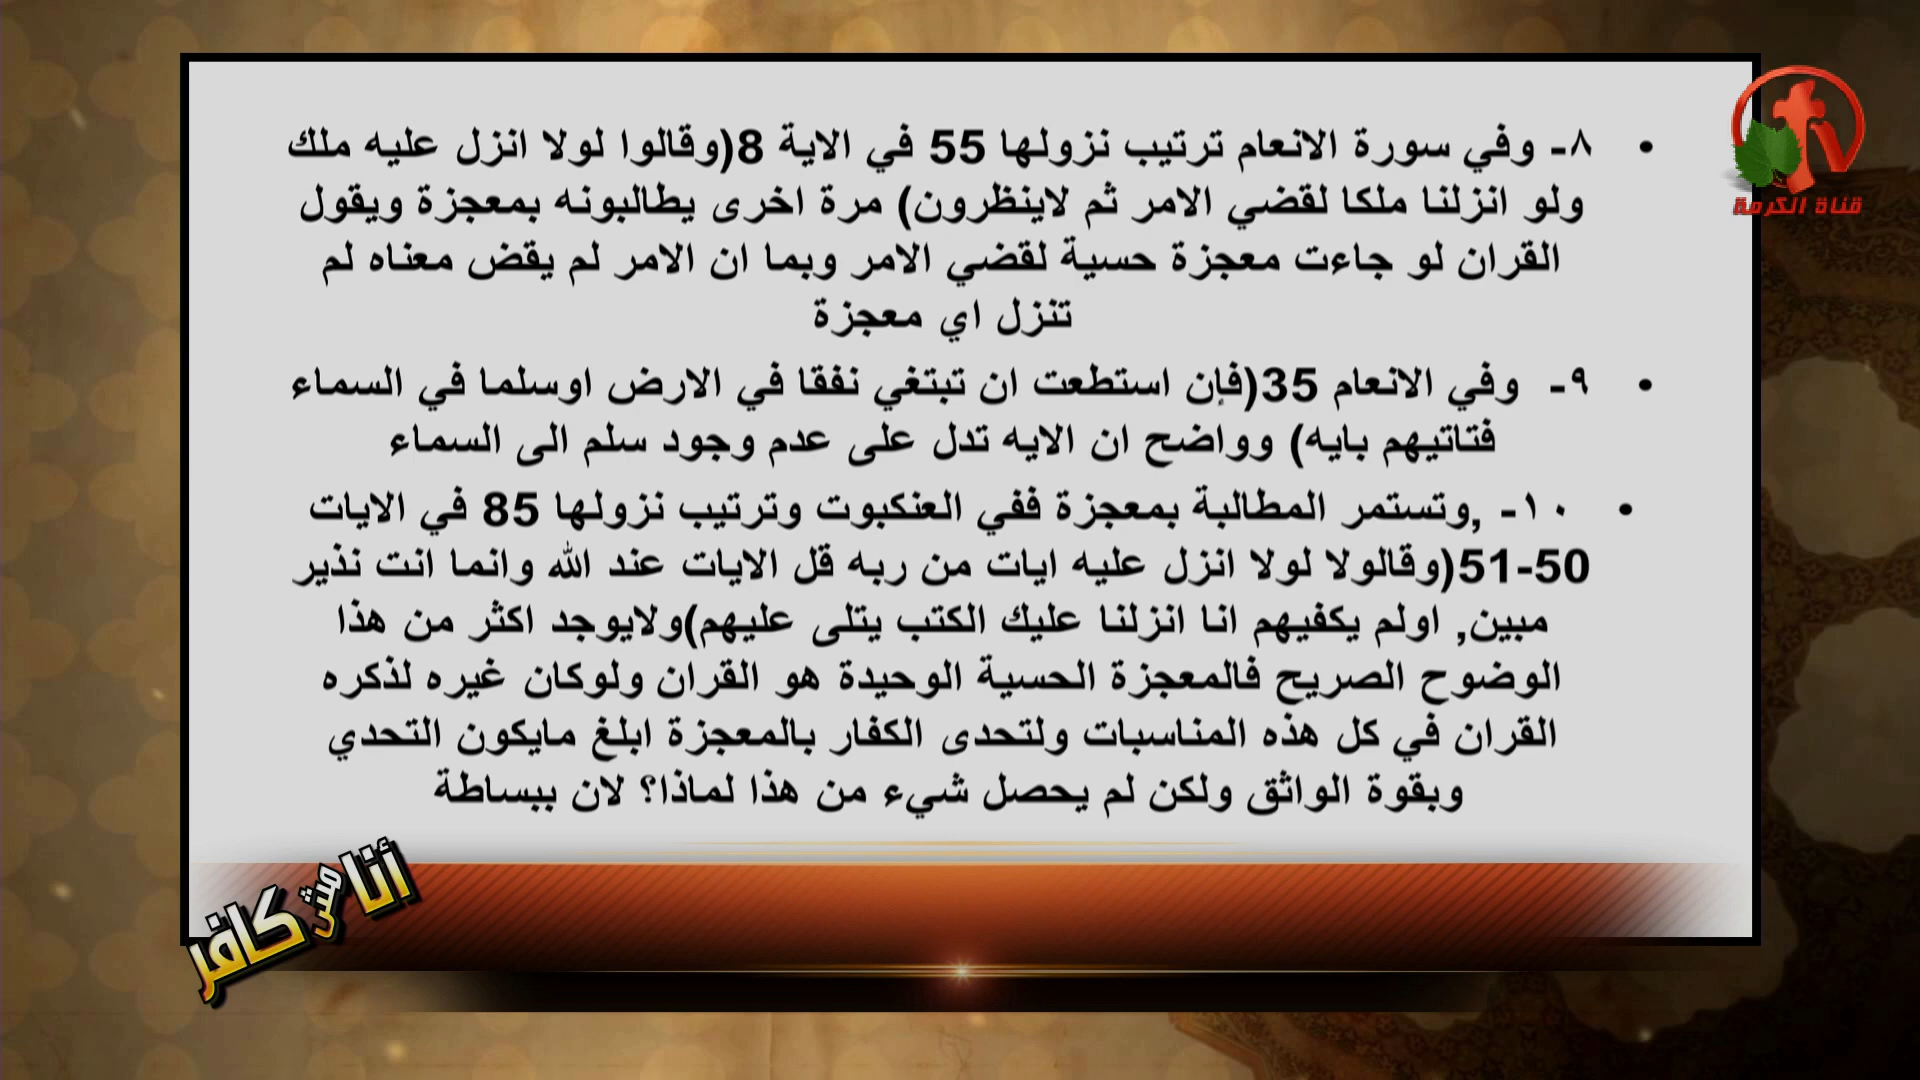 • ٨- وفي سورة الانعام ترتيب نزولها 55 في الاية 8(وقالوا لولا انزل عليه ملك
ولو انزلنا ملكا لقضي الامر ثم لاينظرون) مرة اخرى يطالبونه بمعجزة ويقول
القران لو جاءت معجزة حسية لقضي الامر وبما ان الامر لم يقض معناه لم
تنزل اي معجزة
• ٩- وفي الانعام 35(فإن استطعت ان تبتغي نفقا في الارض اوسلما في السماء
فتاتيهم بايه) وواضح ان الايه تدل على عدم وجود سلم الى السماء
• ١٠- ,وتستمر المطالبة بمعجزة ففي العنكبوت وترتيب نزولها 85 في الايات
51-50(وقالولا لولا انزل عليه ايات من ربه قل الايات عند الله وانما انت نذير
مبين, اولم يكفيهم انا انزلنا عليك الكتب يتلى عليهم)ولايوجد اكثر من هذا
الوضوح الصريح فالمعجزة الحسية الوحيدة هو القران ولوكان غيره لذكره
القران في كل هذه المناسبات ولتحدى الكفار بالمعجزة ابلغ مايكون التحدي
وبقوة الواثق ولكن لم يحصل شيء من هذا لماذا؟ لان ببساطة
tv
قناة الكرمة
أنا مش كافر